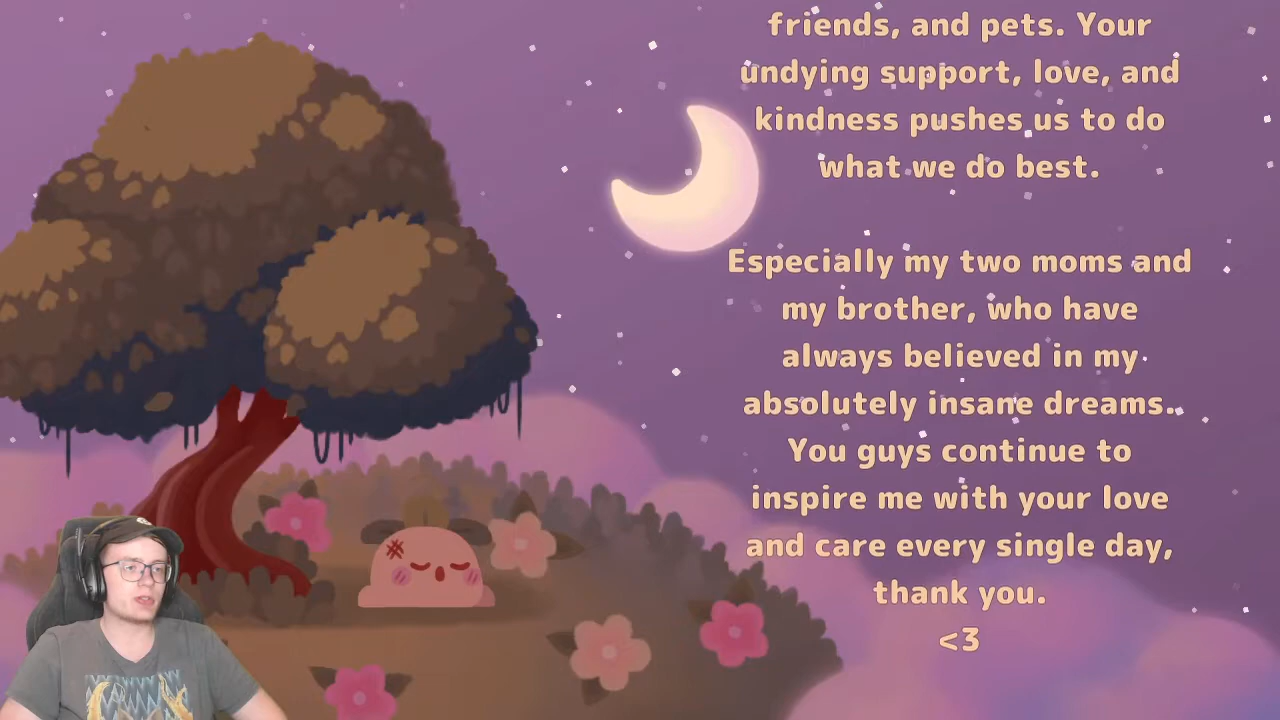 friends, and pets. Your
undying support, love, and
kindness pushes us to do
what we do best.
Especially my two moms and
my brother, who have
always believed in my
absolutely insane dreams.
You guys continue to
inspire me with your love
and care every single day,
thank you.
<3